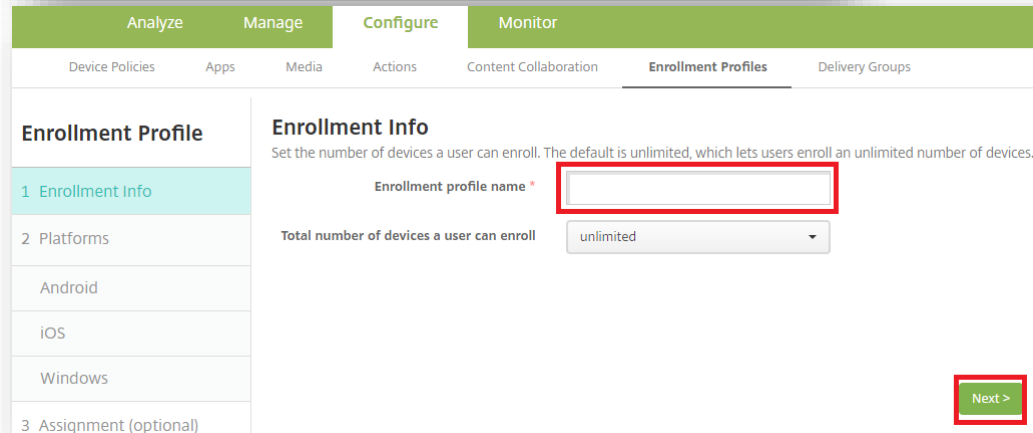 Analyze Manage Configure Monitor
Device Policies Apps Media Actions Content Collaboration Enrollment Profiles Delivery Groups
Enrollment Profile
1 Enrollment Info
2 Platforms
Android
iOS
Windows
3 Assignment (optional)
Enrollment Info
Set the number of devices a user can enroll. The default is unlimited, which lets users enroll an unlimited number of devices.
Enrollment profile name *
Total number of devices a user can enroll unlimited
Next >